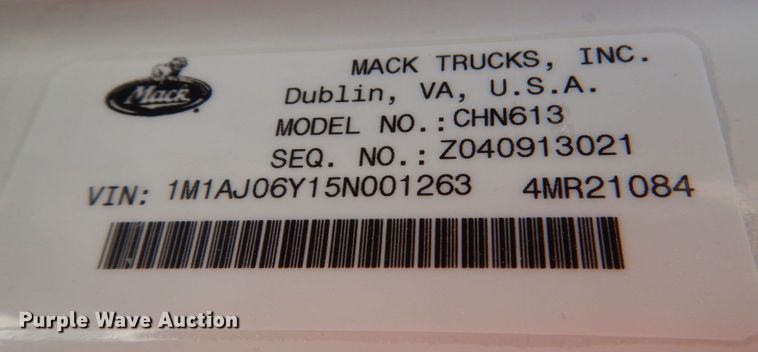 MACK TRUCKS, INC.
Mack
Dublin, VA, U.S.A.
MODEL NO.: CHN613
SEQ. NO.: Z040913021
VIN: 1M1AJ06Y15N001263 4MR21084
Purple Wave Auction